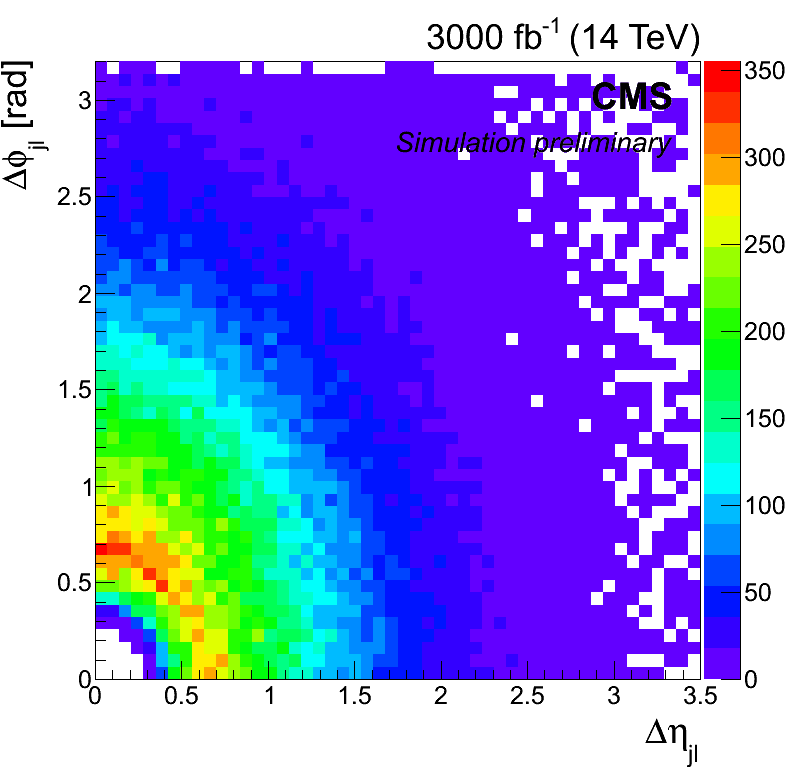 3000 fb-1 (14 TeV)
CMS
Simulation preliminary
Δϕjl [rad]
3
2.5
2
1.5
1
0.5
0
0 0.5 1 1.5 2 2.5 3 3.5
Δηjl
350
300
250
200
150
100
50
0